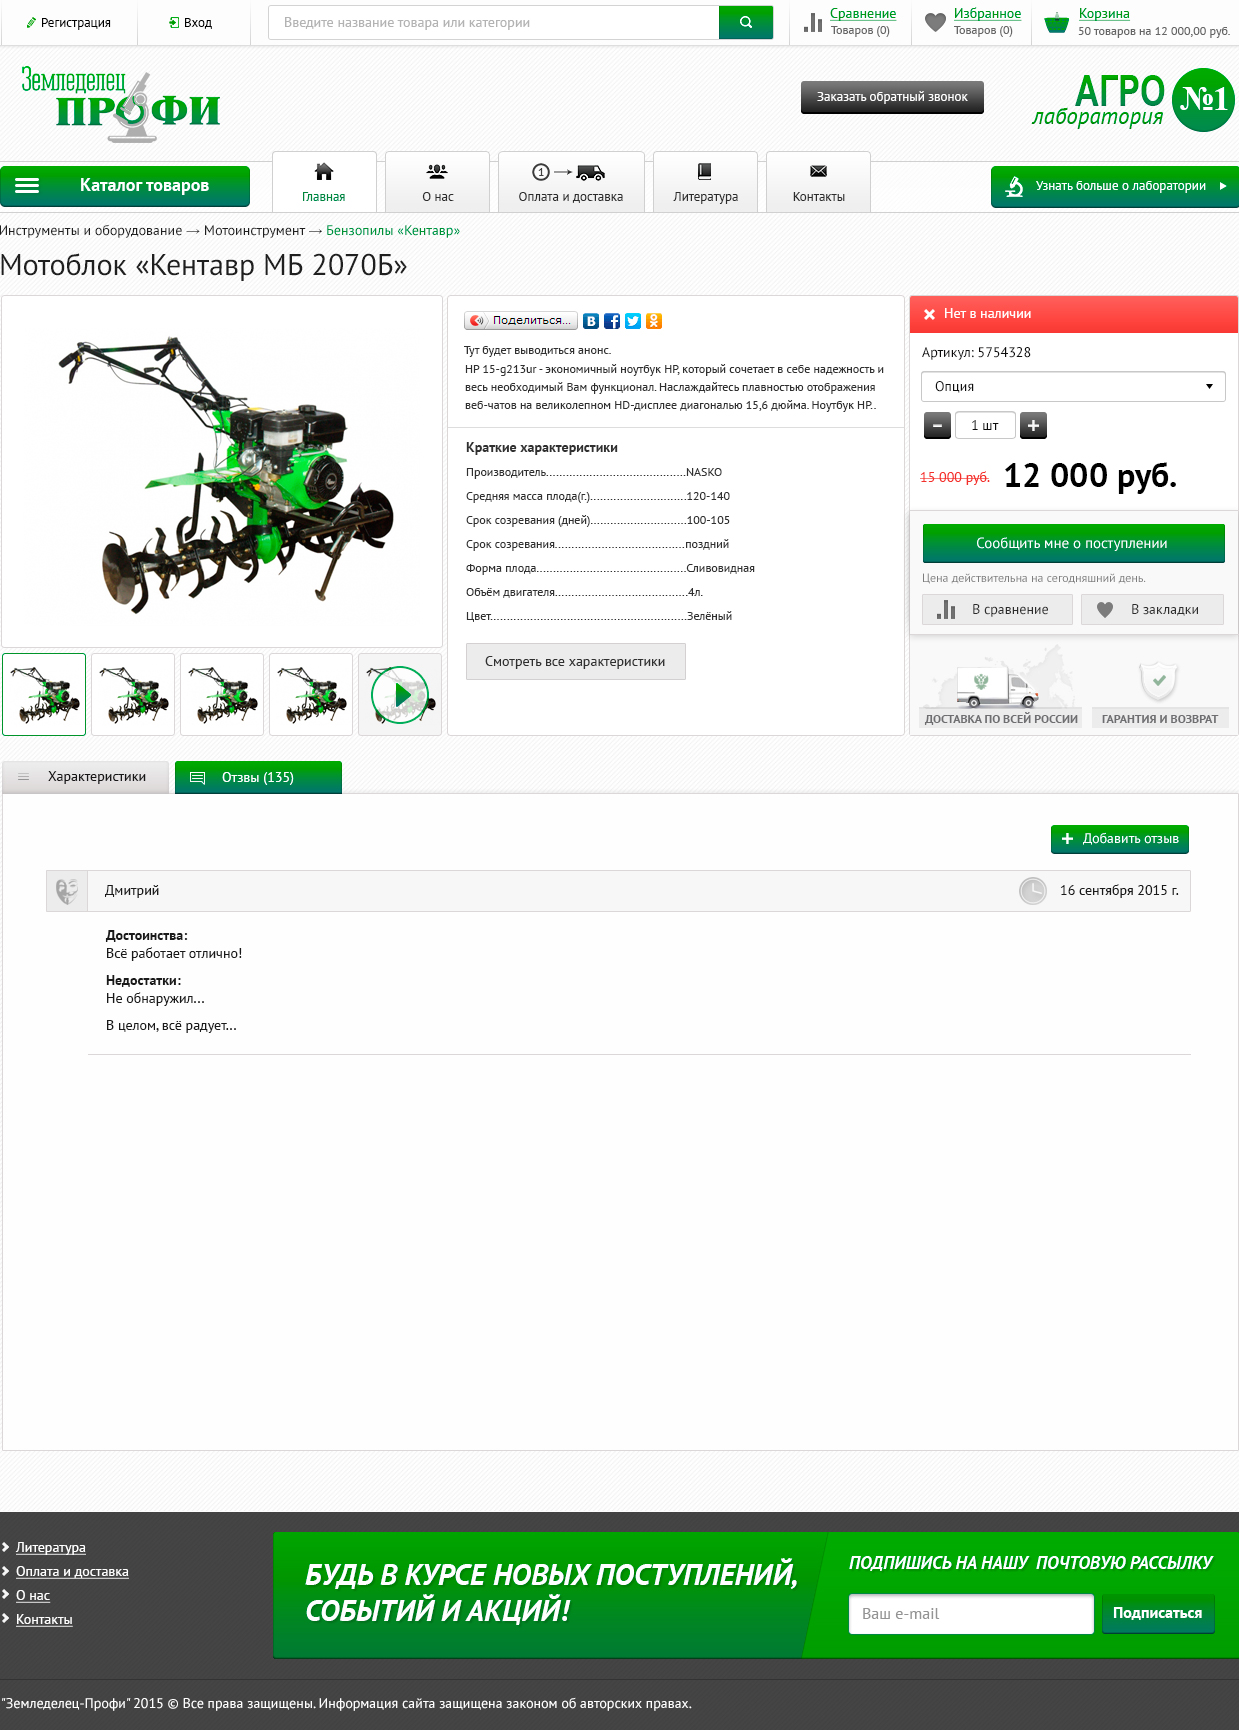 Регистрация
Вход
Введите название товара или категории
Сравнение
Товаров (0)
Избранное
Товаров (0)
Корзина
50 товаров на 12 000,00 руб.
Земледелец
ПРОФИ
Заказать обратный звонок
АГРО
лаборатория
№1
Каталог товаров
Главная
О нас
1
Оплата и доставка
Литература
Контакты
Узнать больше о лаборатории
Инструменты и оборудование → Мотоинструмент → Бензопилы «Кентавр»
Мотоблок «Кентавр МБ 2070Б»
Поделиться...
Тут будет выводиться анонс.
HP 15-g213ur - экономичный ноутбук HP, который сочетает в себе надежность и
весь необходимый Вам функционал. Наслаждайтесь плавностью отображения
веб-чатов на великолепном HD-дисплее диагональю 15,6 дюйма. Ноутбук HP..
Краткие характеристики
Производитель..........................................NASKO
Средняя масса плода(г.).............................120-140
Срок созревания (дней).............................100-105
Срок созревания.......................................поздний
Форма плода.............................................Сливовидная
Объём двигателя........................................4л.
Цвет...........................................................Зелёный
Смотреть все характеристики
Нет в наличии
Артикул: 5754328
Опция
1 шт
15 000 руб.
12 000 руб.
Сообщить мне о поступлении
Цена действительна на сегодняшний день.
В сравнение
В закладки
ДОСТАВКА ПО ВСЕЙ РОССИИ
ГАРАНТИЯ И ВОЗВРАТ
Характеристики
Отзвы (135)
Добавить отзыв
Дмитрий
16 сентября 2015 г.
Достоинства:
Всё работает отлично!
Недостатки:
Не обнаружил...
В целом, всё радует...
Литература
Оплата и доставка
О нас
Контакты
БУДЬ В КУРСЕ НОВЫХ ПОСТУПЛЕНИЙ,
СОБЫТИЙ И АКЦИЙ!
ПОДПИШИСЬ НА НАШУ ПОЧТОВУЮ РАССЫЛКУ
Ваш e-mail
Подписаться
"Земледелец-Профи" 2015 © Все права защищены. Информация сайта защищена законом об авторских правах.